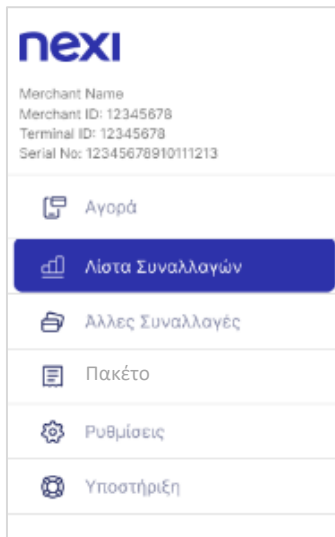 nexi
Merchant Name
Merchant ID: 12345678
Terminal ID: 12345678
Serial No: 12345678910111213
Αγορά
Λίστα Συναλλαγών
Άλλες Συναλλαγές
Πακέτο
Ρυθμίσεις
Υποστήριξη